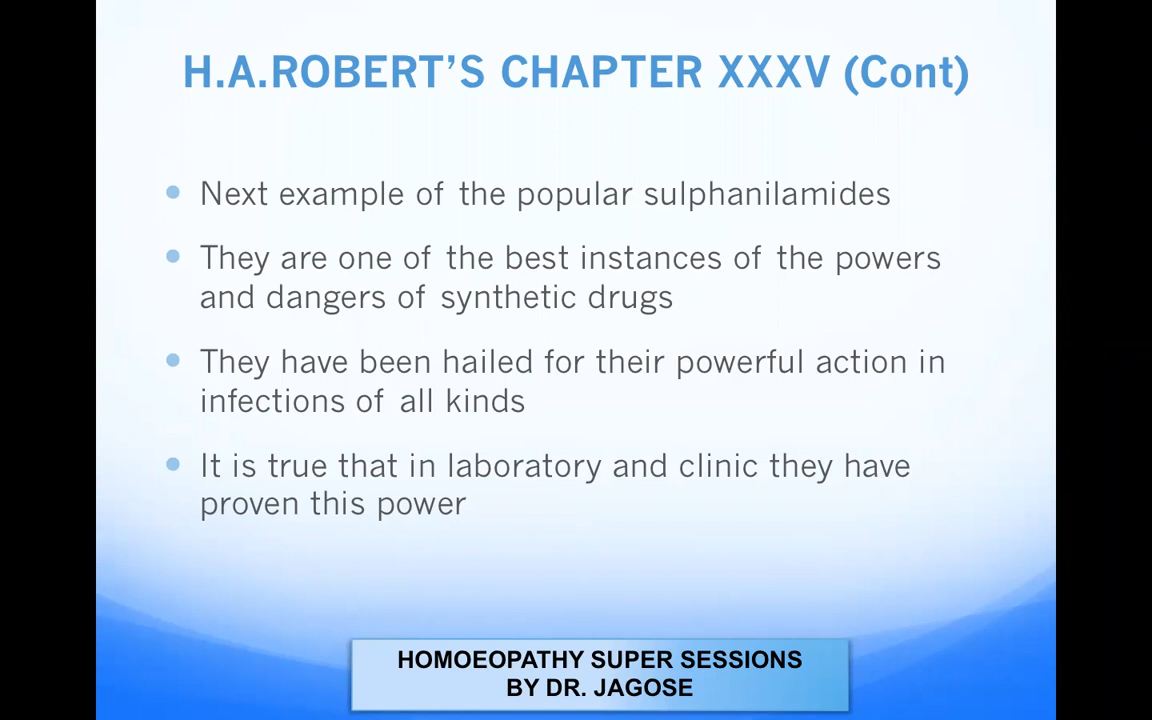 H.A.ROBERT’S CHAPTER XXXV (Cont)
Next example of the popular sulphanilamides
They are one of the best instances of the powers
and dangers of synthetic drugs
They have been hailed for their powerful action in
infections of all kinds
It is true that in laboratory and clinic they have
proven this power
HOMOEOPATHY SUPER SESSIONS
BY DR. JAGOSE